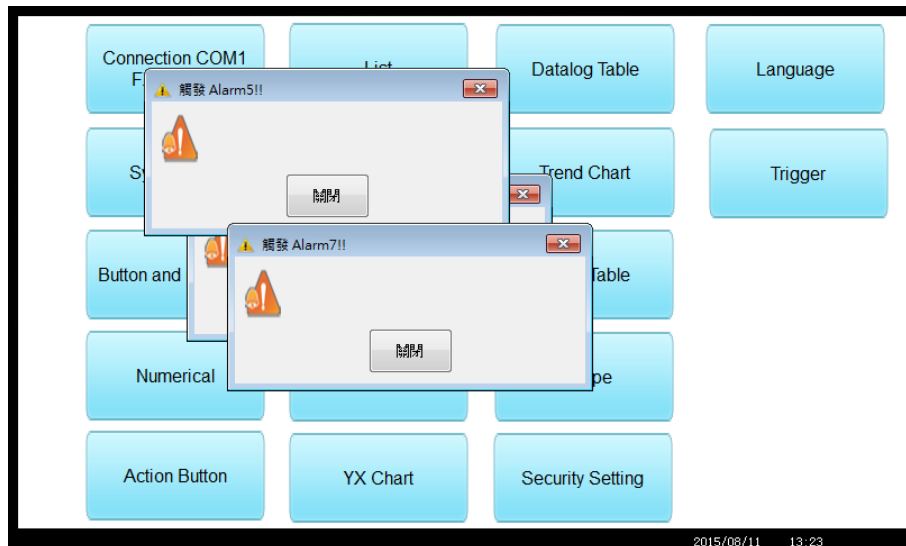 Connection COM1
List
Datalog Table
Language
觸發 Alarm5!!
關閉
Trend Chart
Trigger
觸發 Alarm7!!
Button and
Table
關閉
Numerical
Action Button
YX Chart
Security Setting
2015/08/11 13:23